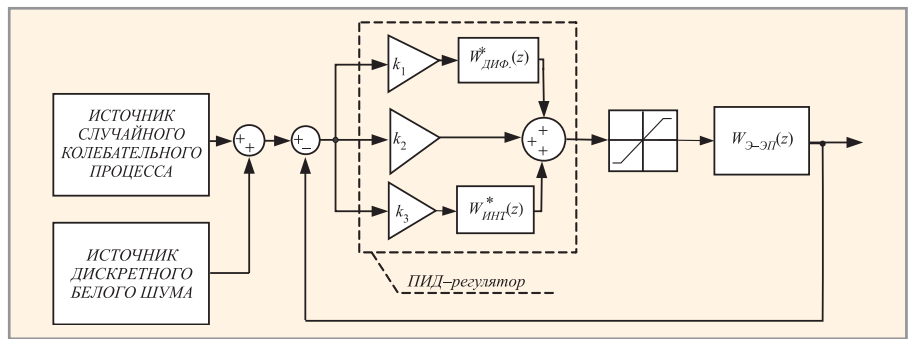 ИСТОЧНИК
СЛУЧАЙНОГО
КОЛЕБАТЕЛЬНОГО
ПРОЦЕССА
ИСТОЧНИК
ДИСКРЕТНОГО
БЕЛОГО ШУМА
+
+
+
–
k1
W*ДИФ.(z)
k2
k3
W*ИНТ(z)
+
+
+
WЭ–ЭП(z)
ПИД–регулятор